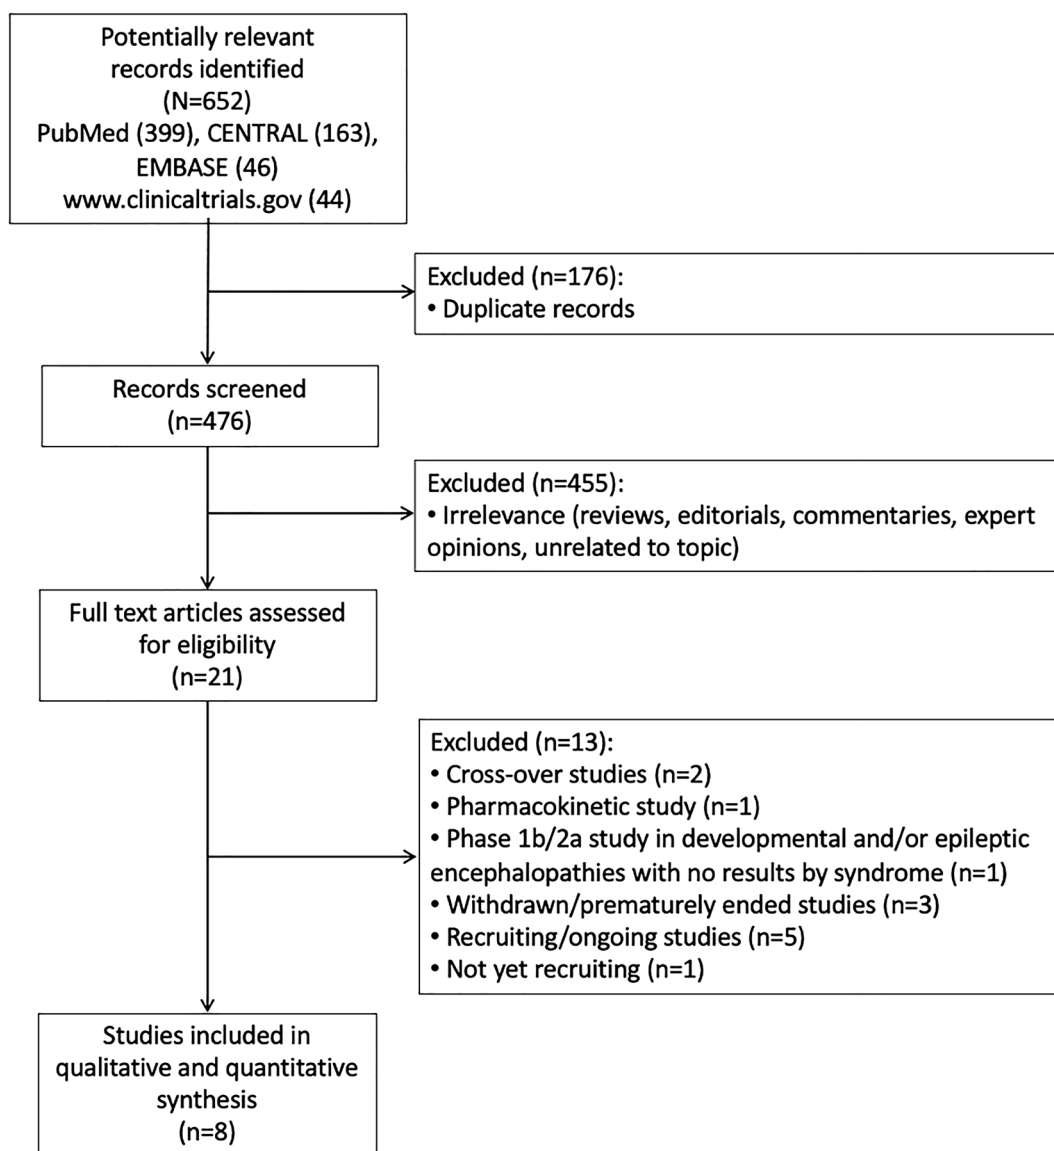 Potentially relevant
records identified
(N=652)
PubMed (399), CENTRAL (163),
EMBASE (46)
www.clinicaltrials.gov (44)
Excluded (n=176):
• Duplicate records
Records screened
(n=476)
Excluded (n=455):
• Irrelevance (reviews, editorials, commentaries, expert
opinions, unrelated to topic)
Full text articles assessed
for eligibility
(n=21)
Excluded (n=13):
• Cross-over studies (n=2)
• Pharmacokinetic study (n=1)
• Phase 1b/2a study in developmental and/or epileptic
encephalopathies with no results by syndrome (n=1)
• Withdrawn/prematurely ended studies (n=3)
• Recruiting/ongoing studies (n=5)
• Not yet recruiting (n=1)
Studies included in
qualitative and quantitative
synthesis
(n=8)